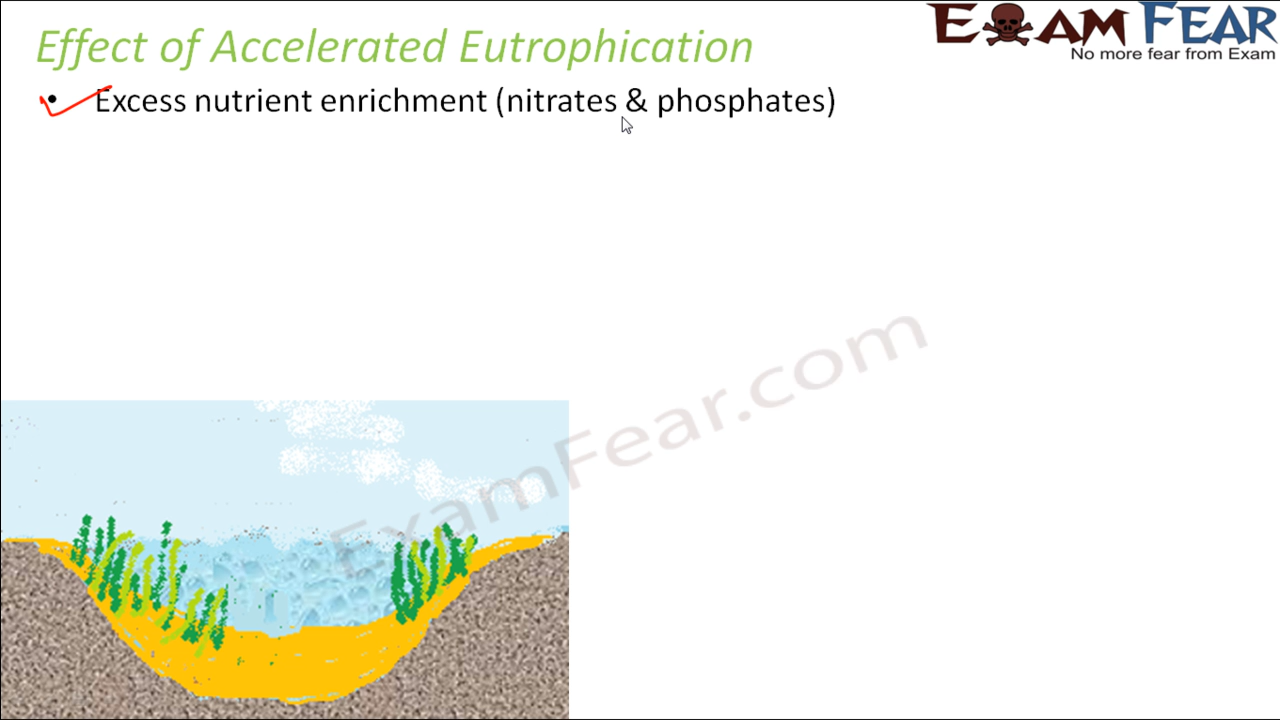 Effect of Accelerated Eutrophication
EXAM FEAR
No more fear from Exam
• Excess nutrient enrichment (nitrates & phosphates)
ExamFear.com